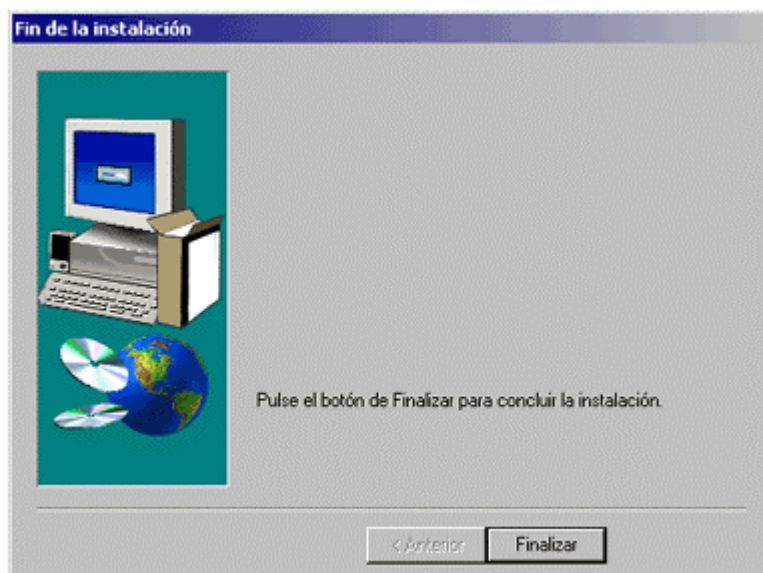 Fin de la instalación
Pulse el botón de Finalizar para concluir la instalación.
< Anterior
Finalizar